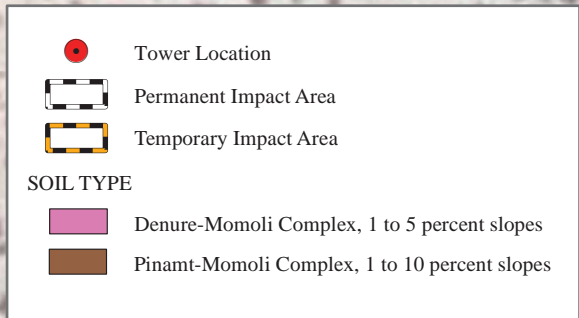 Tower Location
Permanent Impact Area
Temporary Impact Area
SOIL TYPE
Denure-Momoli Complex, 1 to 5 percent slopes
Pinamt-Momoli Complex, 1 to 10 percent slopes